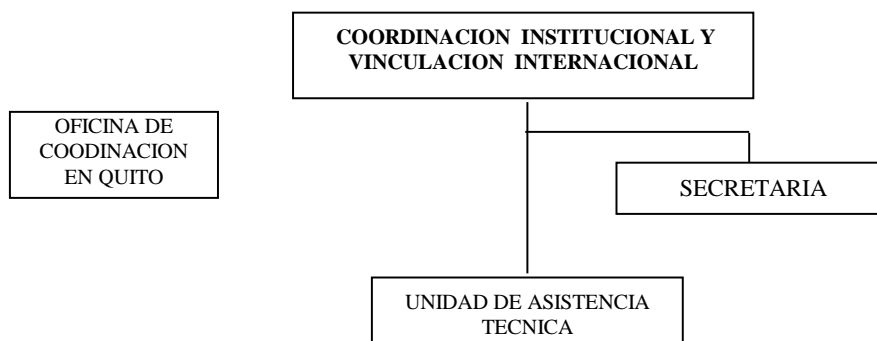 COORDINACION INSTITUCIONAL Y
VINCULACION INTERNACIONAL
OFICINA DE
COODINACION
EN QUITO
SECRETARIA
UNIDAD DE ASISTENCIA
TECNICA